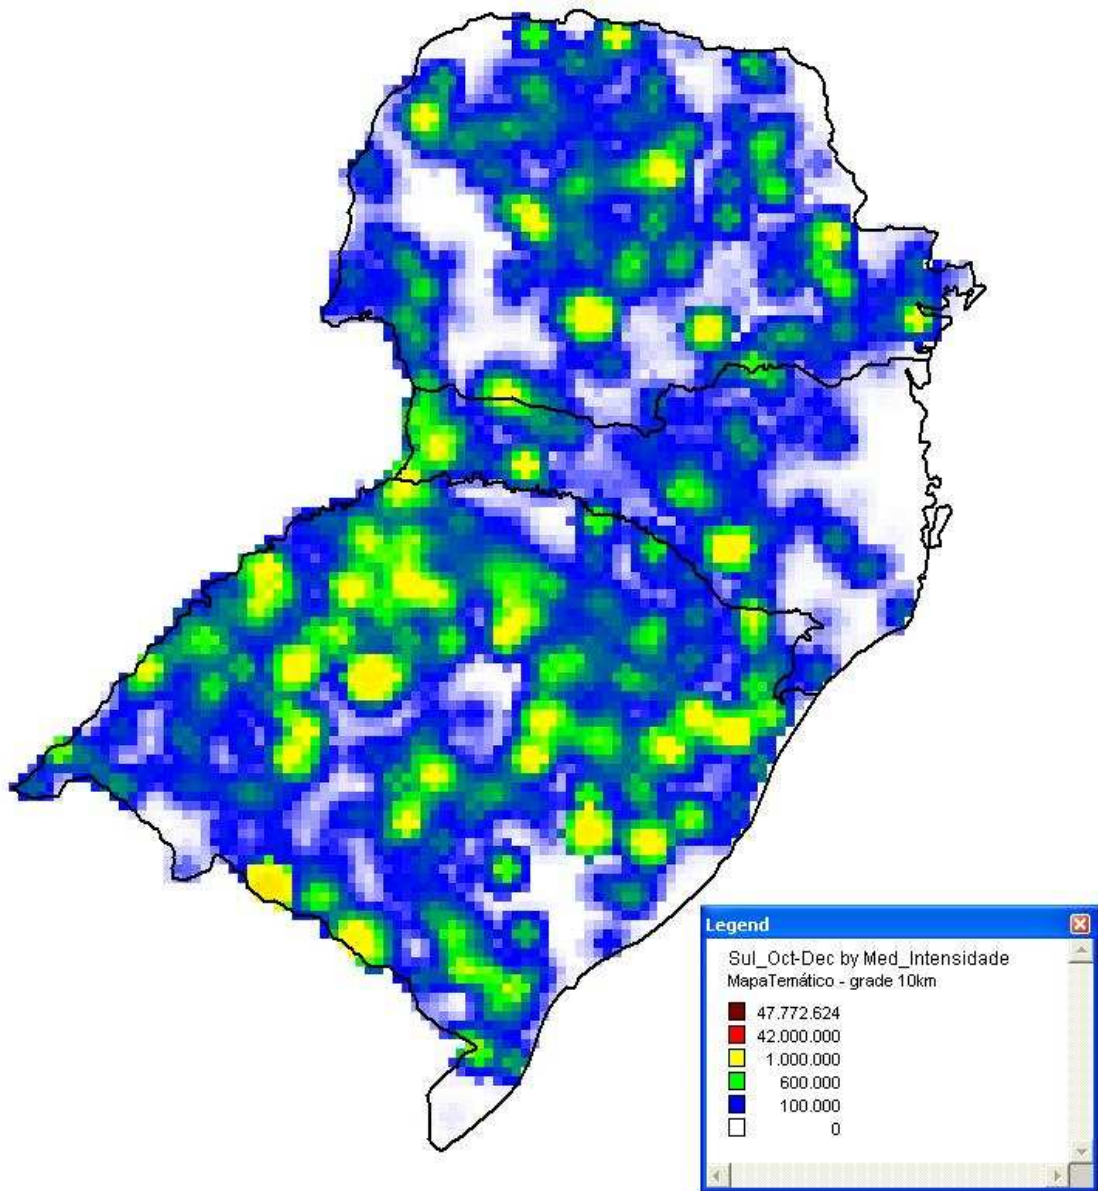 Legend
Sul_Oct-Dec by Med_Intensidade
MapaTemático - grade 10km
47.772.624
42.000.000
1.000.000
600.000
100.000
0